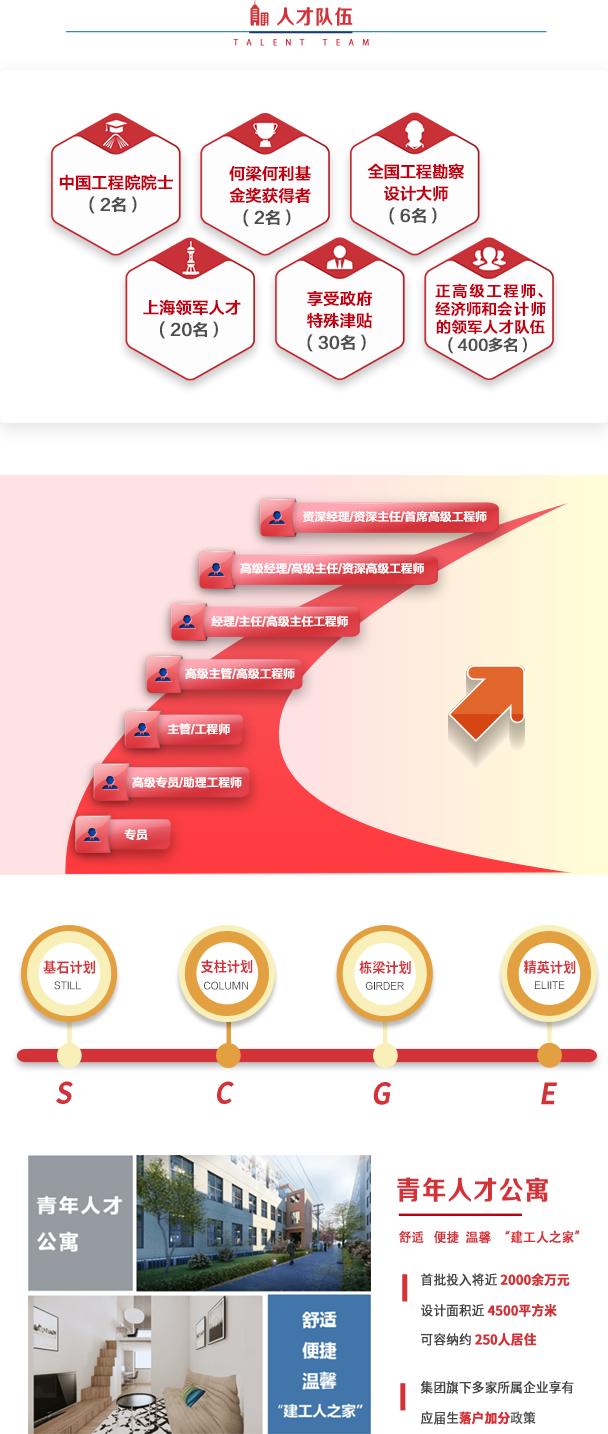 人才队伍
TALENT TEAM
中国工程院院士
（2名）
何梁何利基
金奖获得者
（2名）
全国工程勘察
设计大师
（6名）
上海领军人才
（20名）
享受政府
特殊津贴
（30名）
正高级工程师、
经济师和会计师
的领军人才队伍
（400多名）
资深经理/资深主任/首席高级工程师
高级经理/高级主任/资深高级工程师
经理/主任/高级主任工程师
高级主管/高级工程师
主管/工程师
高级专员/助理工程师
专员
基石计划
STILL
支柱计划
COLUMN
栋梁计划
GIRDER
精英计划
ELIITE
S
C
G
E
青年人才
公寓
舒适
便捷
温馨
“建工人之家”
青年人才公寓
舒适 便捷 温馨 “建工人之家”
首批投入将近 2000余万元
设计面积近 4500平方米
可容纳约 250人居住
集团旗下多家所属企业享有
应届生落户加分政策